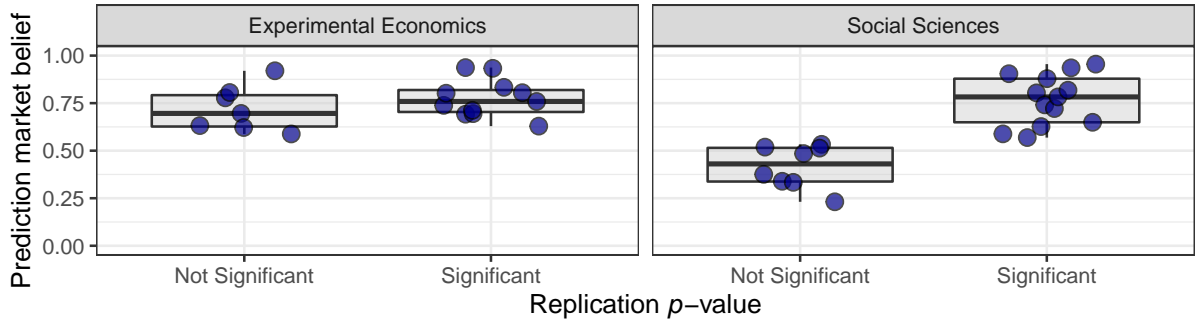 Experimental Economics
Social Sciences
Prediction market belief
1.00
0.75
0.50
0.25
0.00
Not Significant
Significant
Not Significant
Significant
Replication p−value